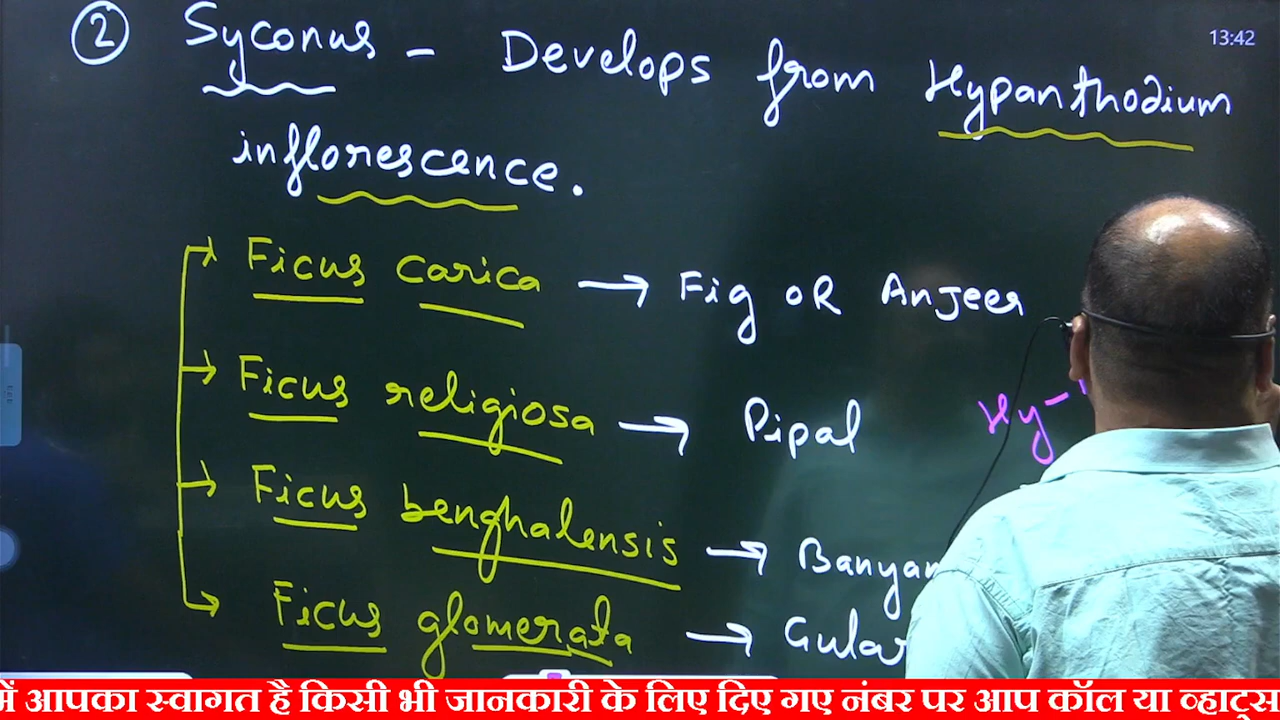 13:42
② Syconus - Develops from Hypanthodium
inflorescence.
Ficus carica → Fig OR Anjeer
Ficus religiosa → Pipal
Hy-
Ficus benghalensis → Banyan
Ficus glomerata → Gular
में आपका स्वागत है किसी भी जानकारी के लिए दिए गए नंबर पर आप कॉल या व्हाट्स